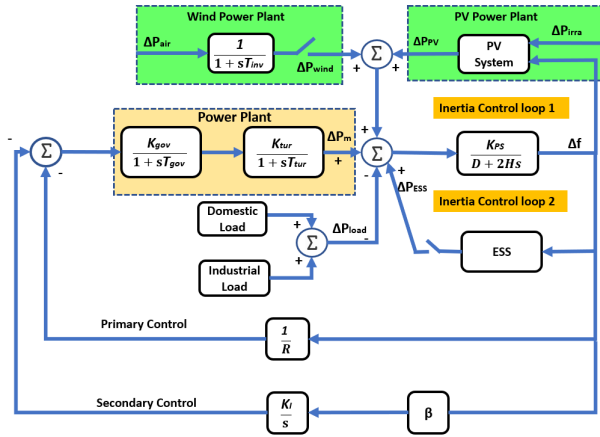 Wind Power Plant
PV Power Plant
ΔPair
1
1 + sTinv
ΔPwind
Σ
+
+
ΔPPV
PV
System
ΔPirra
Power Plant
+
Inertia Control loop 1
-
Σ
-
Kgov
1 + sTgov
Ktur
1 + sTtur
ΔPm
+
Σ
-
+
KPS
D + 2Hs
Δf
ΔPESS
Inertia Control loop 2
Domestic
Load
+
Σ
+
ΔPload
-
ESS
Industrial
Load
Primary Control
1
R
Secondary Control
KI
s
β